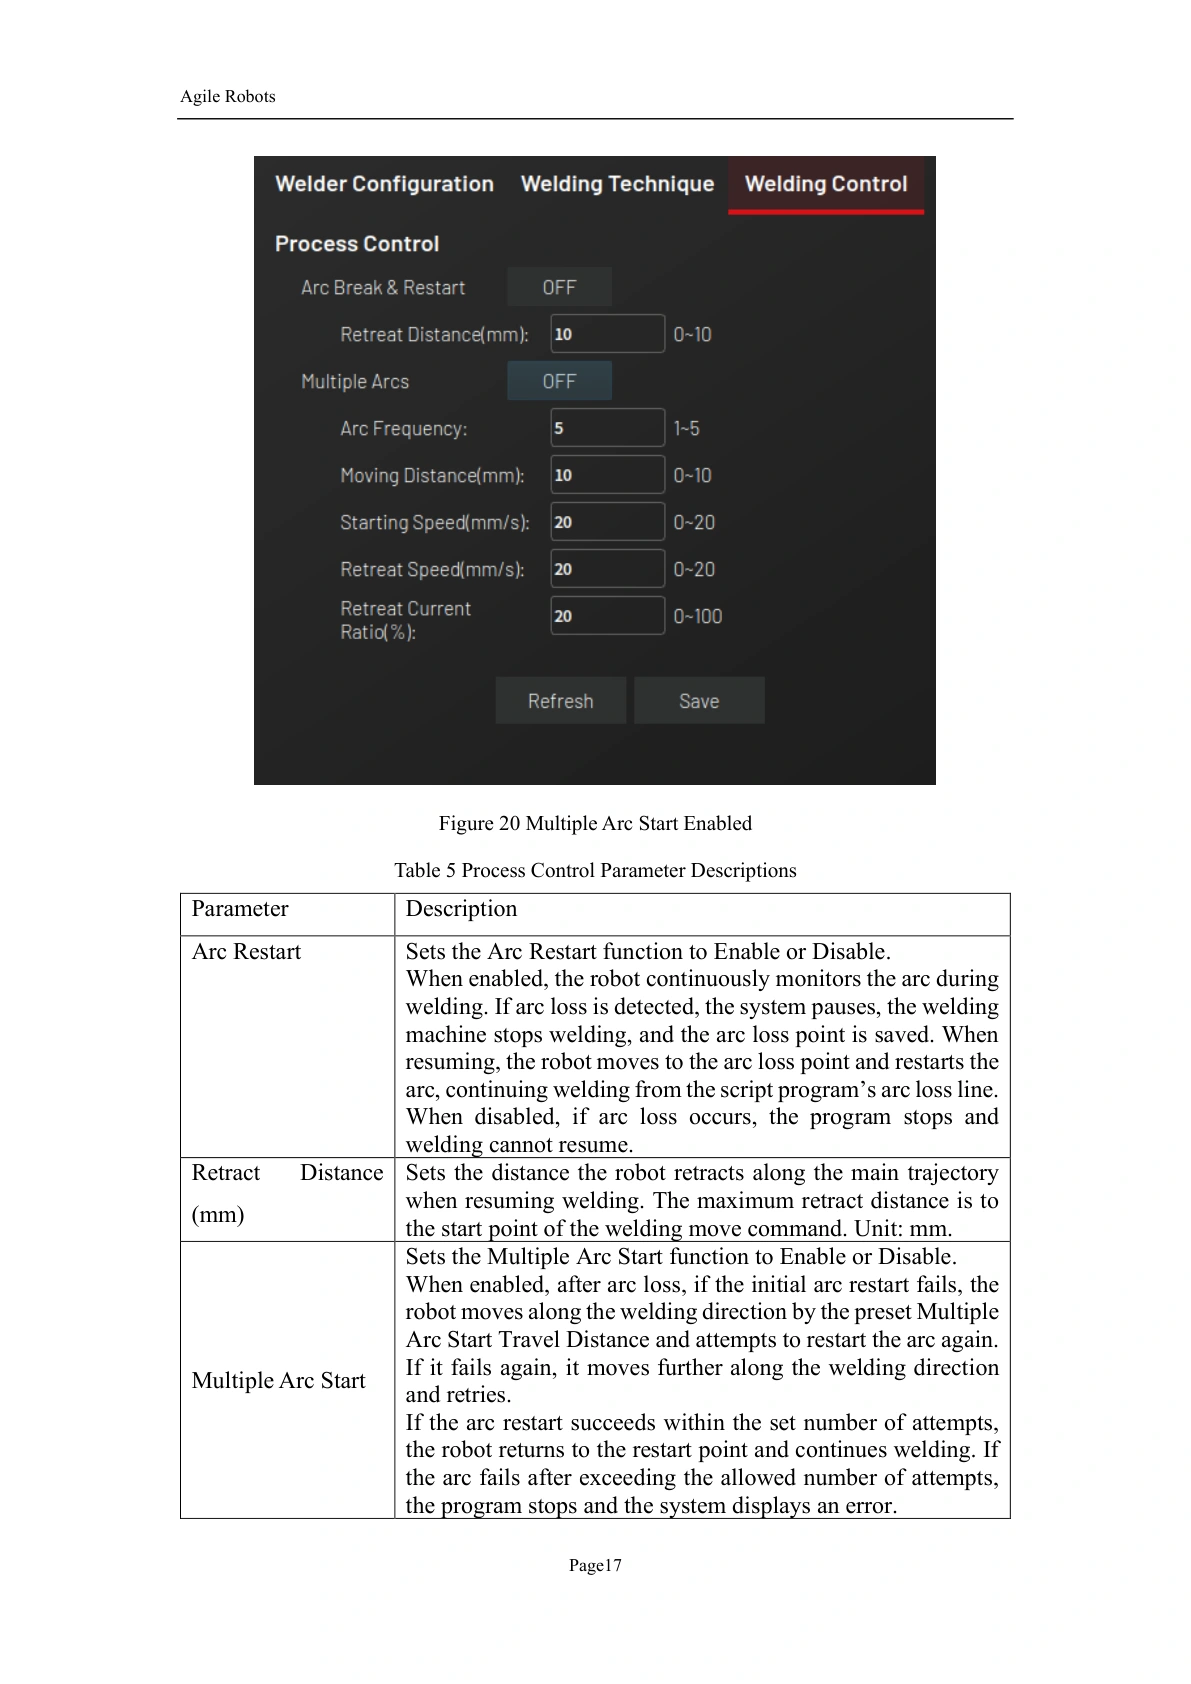 Agile Robots
Welder Configuration Welding Technique Welding Control
Process Control
Arc Break & Restart OFF
Retreat Distance(mm): 10 0~10
Multiple Arcs OFF
Arc Frequency: 5 1~5
Moving Distance(mm): 10 0~10
Starting Speed(mm/s): 20 0~20
Retreat Speed(mm/s): 20 0~20
Retreat Current
Ratio(%): 20 0~100
Refresh Save
Figure 20 Multiple Arc Start Enabled
Table 5 Process Control Parameter Descriptions
Parameter Description
Arc Restart Sets the Arc Restart function to Enable or Disable.
When enabled, the robot continuously monitors the arc during
welding. If arc loss is detected, the system pauses, the welding
machine stops welding, and the arc loss point is saved. When
resuming, the robot moves to the arc loss point and restarts the
arc, continuing welding from the script program’s arc loss line.
When disabled, if arc loss occurs, the program stops and
welding cannot resume.
Retract Distance
(mm)
Sets the distance the robot retracts along the main trajectory
when resuming welding. The maximum retract distance is to
the start point of the welding move command. Unit: mm.
Multiple Arc Start
Sets the Multiple Arc Start function to Enable or Disable.
When enabled, after arc loss, if the initial arc restart fails, the
robot moves along the welding direction by the preset Multiple
Arc Start Travel Distance and attempts to restart the arc again.
If it fails again, it moves further along the welding direction
and retries.
If the arc restart succeeds within the set number of attempts,
the robot returns to the restart point and continues welding. If
the arc fails after exceeding the allowed number of attempts,
the program stops and the system displays an error.
Page17